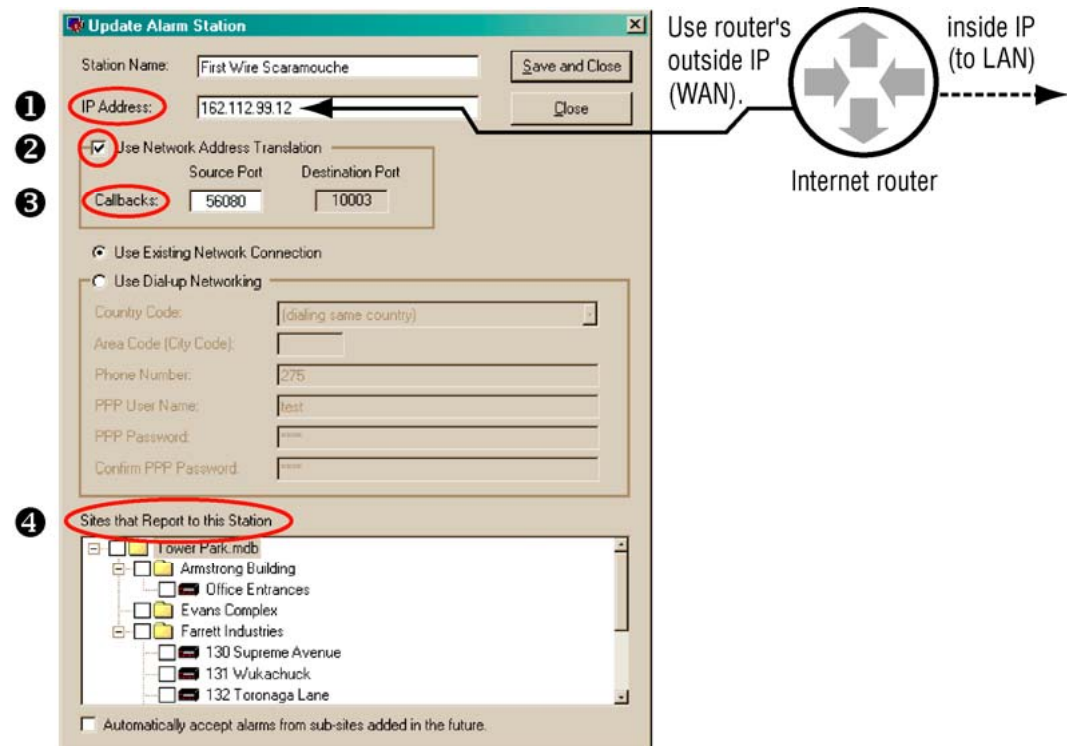 Update Alarm Station
Station Name: First Wire Scaramouche
Save and Close
Use router's
outside IP
(WAN).
inside IP
(to LAN)
Internet router
1 IP Address: 162.112.99.12
Close
2 Use Network Address Translation
Source Port Destination Port
3 Callbacks: 56080 10003
Use Existing Network Connection
Use Dial-up Networking
Country Code: (dialing same country)
Area Code (City Code):
Phone Number: 275
PPP User Name: test
PPP Password: ****
Confirm PPP Password: ****
4 Sites that Report to this Station
Tower Park.mdb
Armstrong Building
Office Entrances
Evans Complex
Farrett Industries
130 Supreme Avenue
131 Wukachuck
132 Toronaga Lane
Automatically accept alarms from sub-sites added in the future.